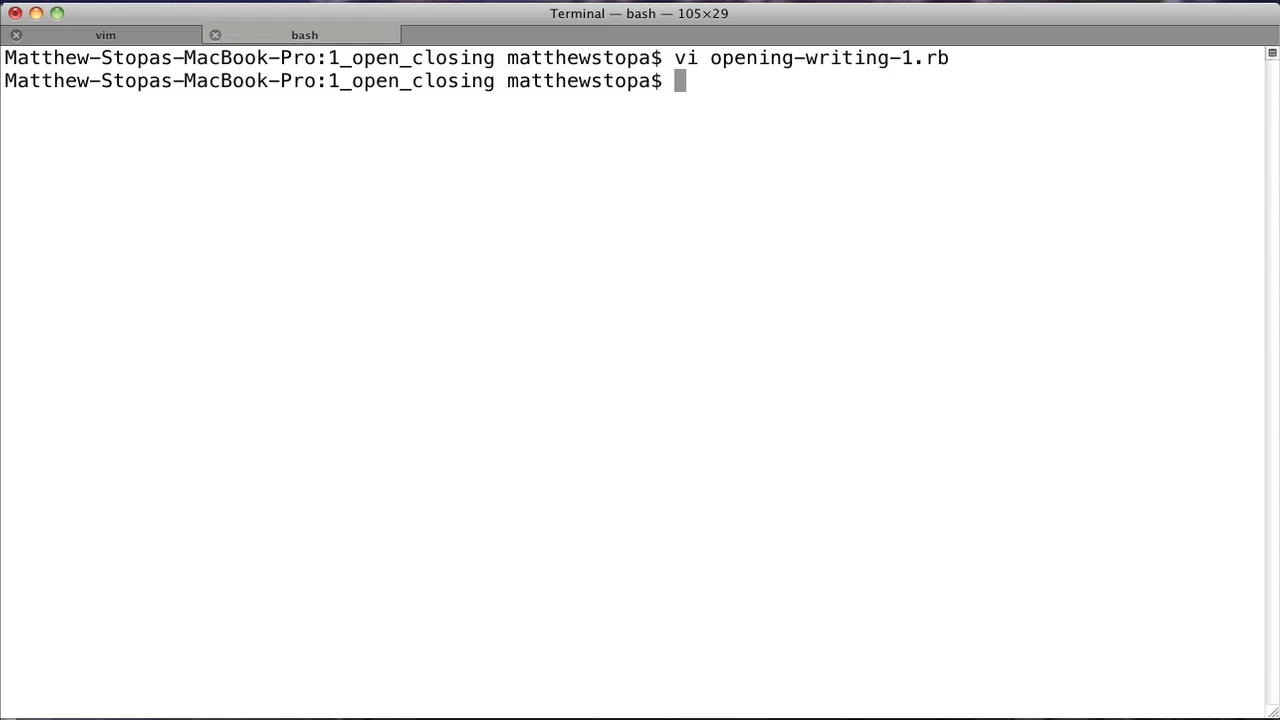 Terminal — bash — 105×29
vim
bash
Matthew-Stopas-MacBook-Pro:1_open_closing matthewstopa$ vi opening-writing-1.rb
Matthew-Stopas-MacBook-Pro:1_open_closing matthewstopa$